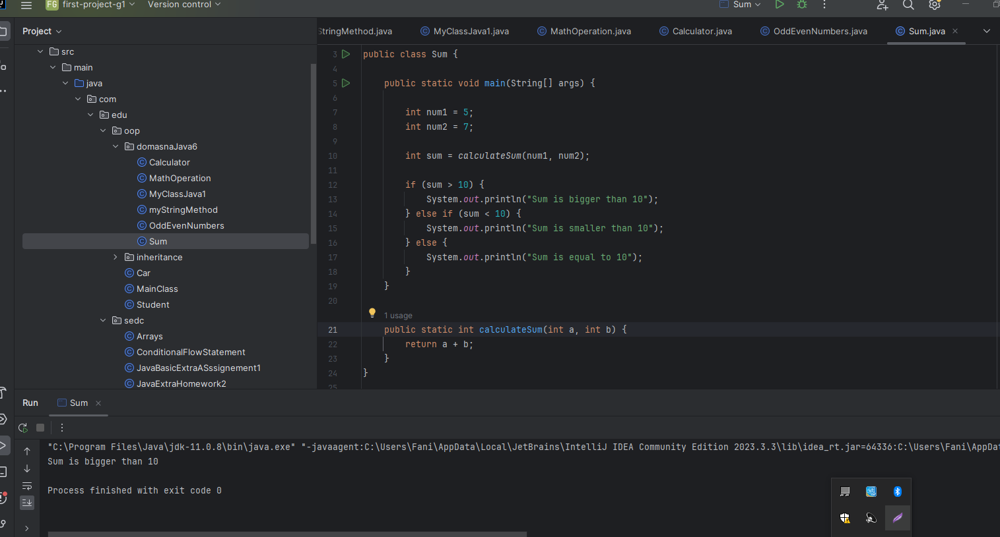 FG first-project-g1 Version control Sum
Project
StringMethod.java MyClassJava1.java MathOperation.java Calculator.java OddEvenNumbers.java Sum.java
src
main
java
com
edu
oop
domasnaJava6
Calculator
MathOperation
MyClassJava1
myStringMethod
OddEvenNumbers
Sum
inheritance
Car
MainClass
Student
sedc
Arrays
ConditionalFlowStatement
JavaBasicExtraASssignement1
JavaExtraHomework2
3 public class Sum {
4
5 public static void main(String[] args) {
6
7 int num1 = 5;
8 int num2 = 7;
9
10 int sum = calculateSum(num1, num2);
11
12 if (sum > 10) {
13 System.out.println("Sum is bigger than 10");
14 } else if (sum < 10) {
15 System.out.println("Sum is smaller than 10");
16 } else {
17 System.out.println("Sum is equal to 10");
18 }
19 }
20
1 usage
21 public static int calculateSum(int a, int b) {
22 return a + b;
23 }
24 }
25
Run Sum
"C:\Program Files\Java\jdk-11.0.8\bin\java.exe" "-javaagent:C:\Users\Fani\AppData\Local\JetBrains\IntelliJ IDEA Community Edition 2023.3.3\lib\idea_rt.jar=64336:C:\Users\Fani\AppDat
Sum is bigger than 10
Process finished with exit code 0